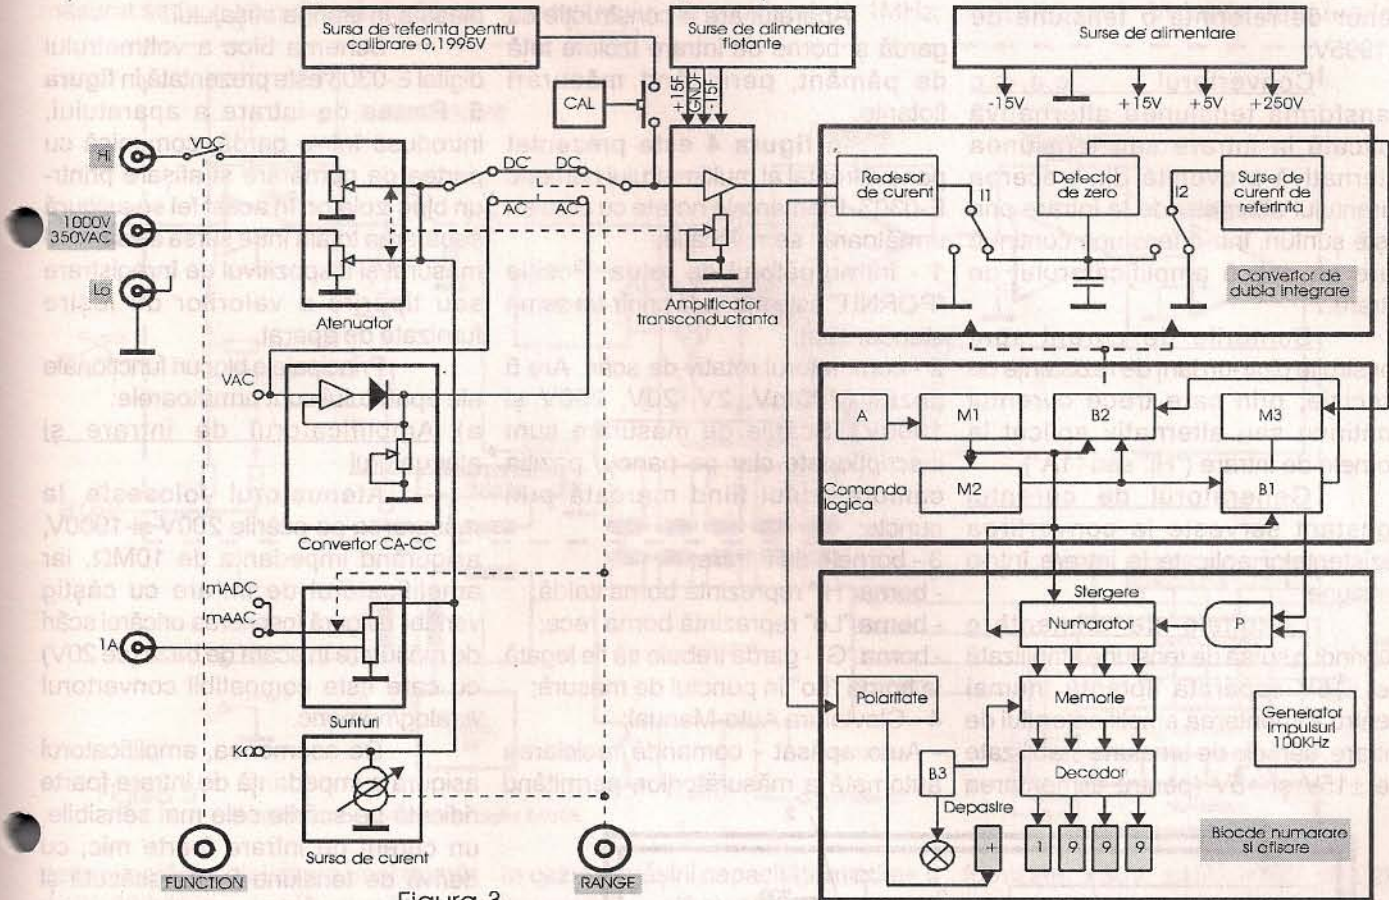 Sursa de referinta pentru
calibrare 0,1995V
Surse de alimentare
flotante
Surse de alimentare
CAL
+15F
GNDF
-15F
-15V
+15V
+5V
+250V
Hi
VDC
1000V
350VAC
Lo
Atenuator
DC
DC
AC
AC
Amplificator
transconductanta
Redesor
de curent
I1
Detector
de zero
I2
Surse de
curent de
referinta
Convertor de
dubla integrare
VAC
Convertor CA-CC
A
M1
B2
M3
Comanda
logica
M2
B1
mADC
mAAC
1A
Sunturi
KΩ
Sursa de curent
Stergere
Numarator
P
Polaritate
Memorie
Generator
impulsuri
100KHz
B3
Decodor
Depasire
+
1
9
9
9
Blocde numarare
si afisare
FUNCTION
RANGE
Figura 3